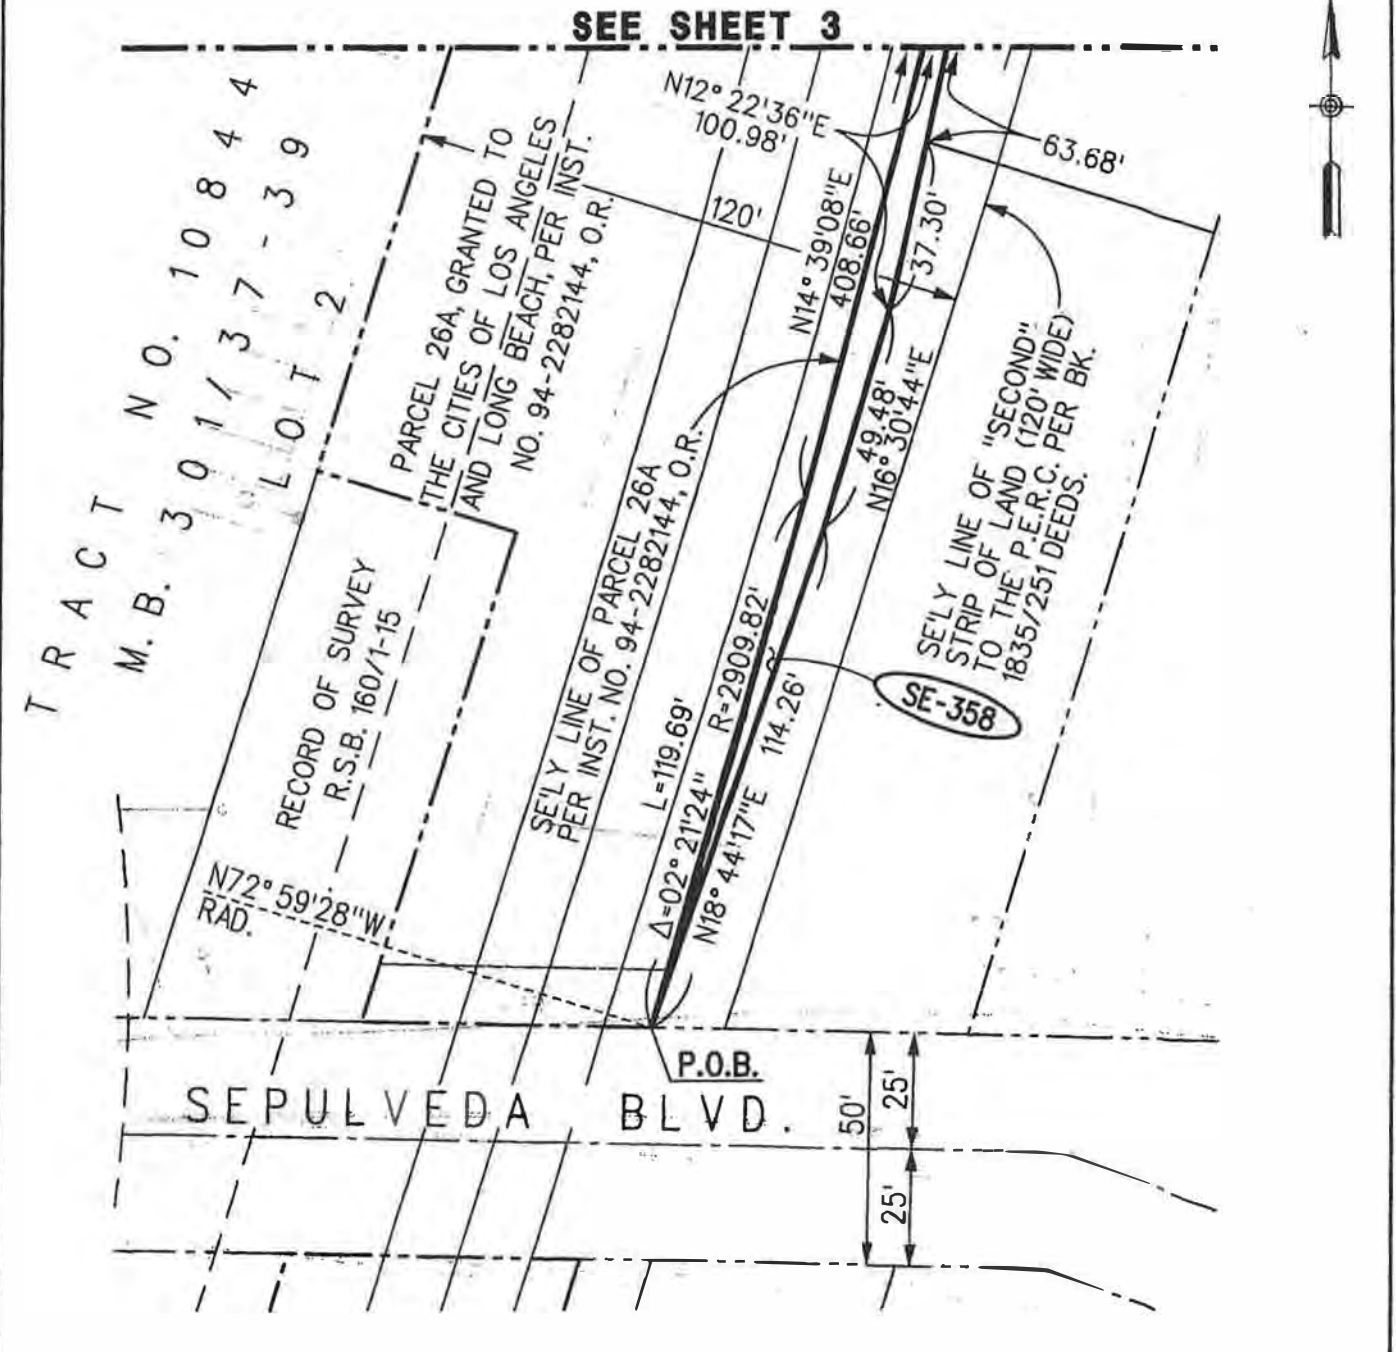 SEE SHEET 3
TRACT NO. 10844
M.B. 301/37-39
LOT 2
PARCEL 26A, GRANTED TO
THE CITIES OF LOS ANGELES
AND LONG BEACH, PER INST.
NO. 94-2282144, O.R.
N12°22'36"E
100.98'
63.68'
120'
N14°39'08"E
408.66'
37.30'
49.48'
N16°30'44"E
SE'LY LINE OF "SECOND"
STRIP OF LAND (120' WIDE)
TO THE P.E.R.C. PER BK.
1835/251 DEEDS.
SE'LY LINE OF PARCEL 26A
PER INST. NO. 94-2282144, O.R.
RECORD OF SURVEY
R.S.B. 160/1-15
L=119.69'
R=2909.82'
Δ=02°21'24"
N18°44'17"E 114.26'
SE-358
N72°59'28"W
RAD.
P.O.B.
SEPULVEDA BLVD.
50'
25'
25'